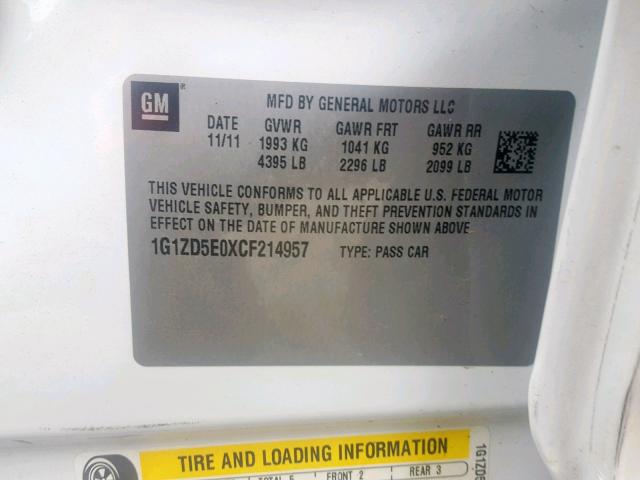 GM
MFD BY GENERAL MOTORS LLC
DATE GVWR GAWR FRT GAWR RR
11/11 1993 KG 1041 KG 952 KG
4395 LB 2296 LB 2099 LB
THIS VEHICLE CONFORMS TO ALL APPLICABLE U.S. FEDERAL MOTOR
VEHICLE SAFETY, BUMPER, AND THEFT PREVENTION STANDARDS IN
EFFECT ON THE DATE OF MANUFACTURE SHOWN ABOVE
1G1ZD5E0XCF214957 TYPE: PASS CAR
TIRE AND LOADING INFORMATION
TOTAL 5 FRONT 2 REAR 3
1G1ZD5